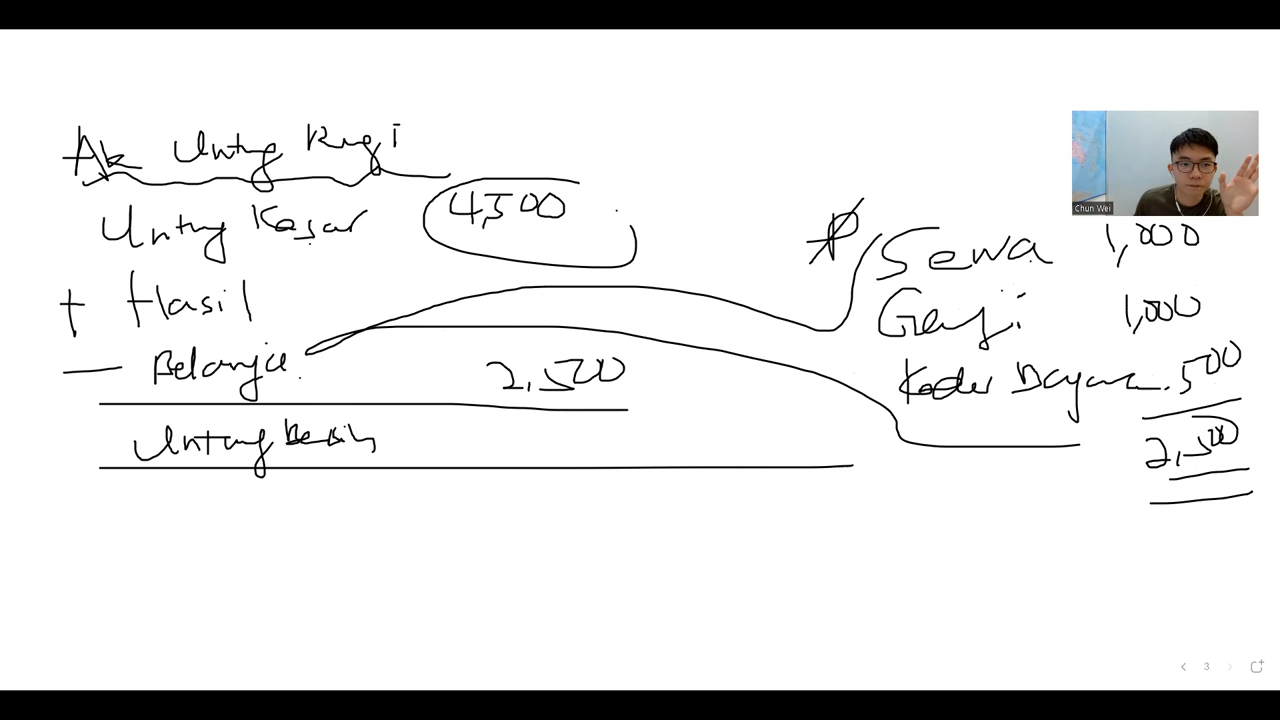 Ak Untung Rugi
Untung Kasar 4,500
+ Hasil
- Belanja 2,500
Untung Bersih
Sewa 1,000
Gaji 1,000
Kadar Bayaran 500
2,500
Chun Wei
3